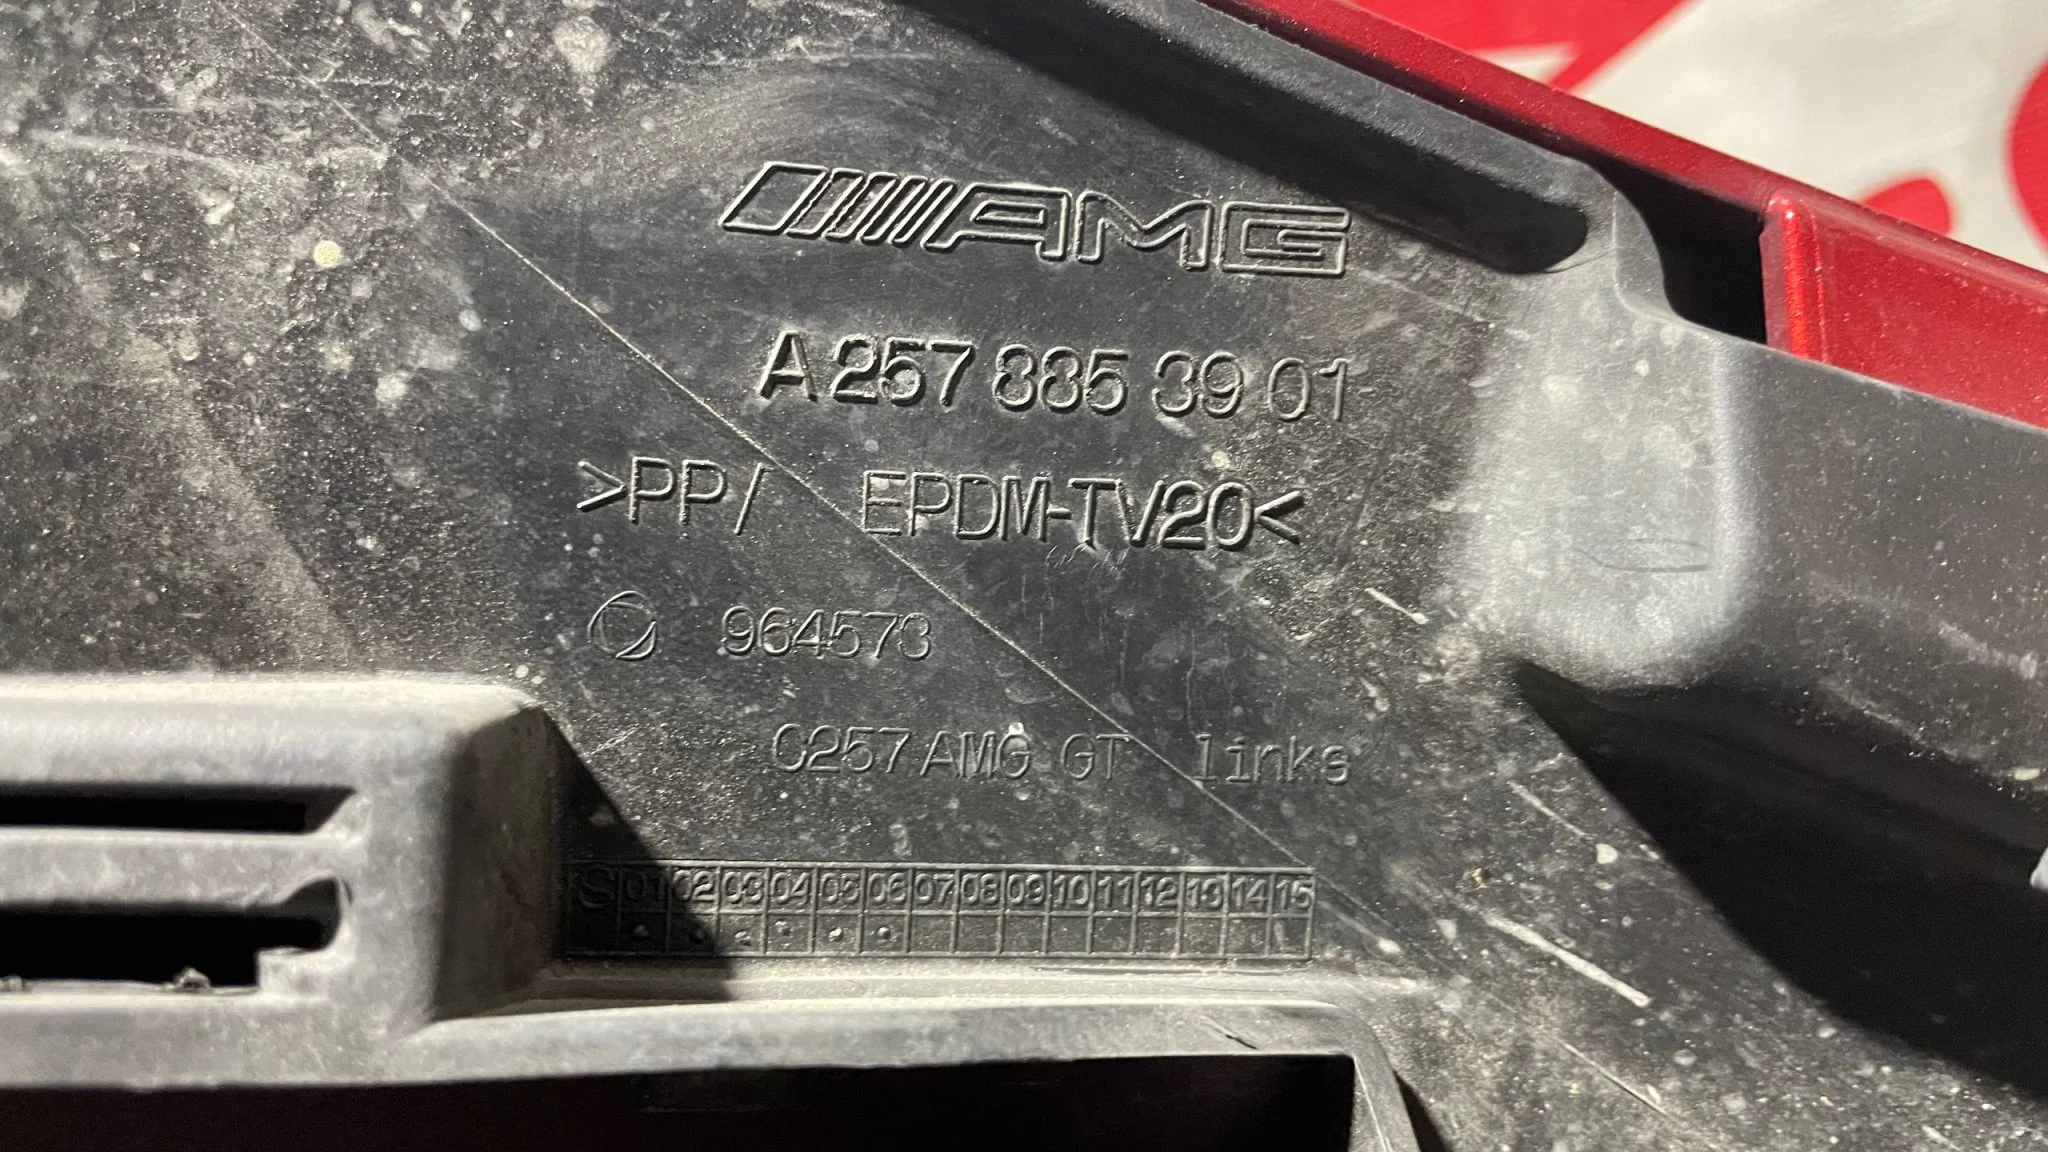 AMG
A 257 885 39 01
>PP/ EPDM-TV20<
964573
C257 AMG GT links
S 01 02 03 04 05 06 07 08 09 10 11 12 13 14 15